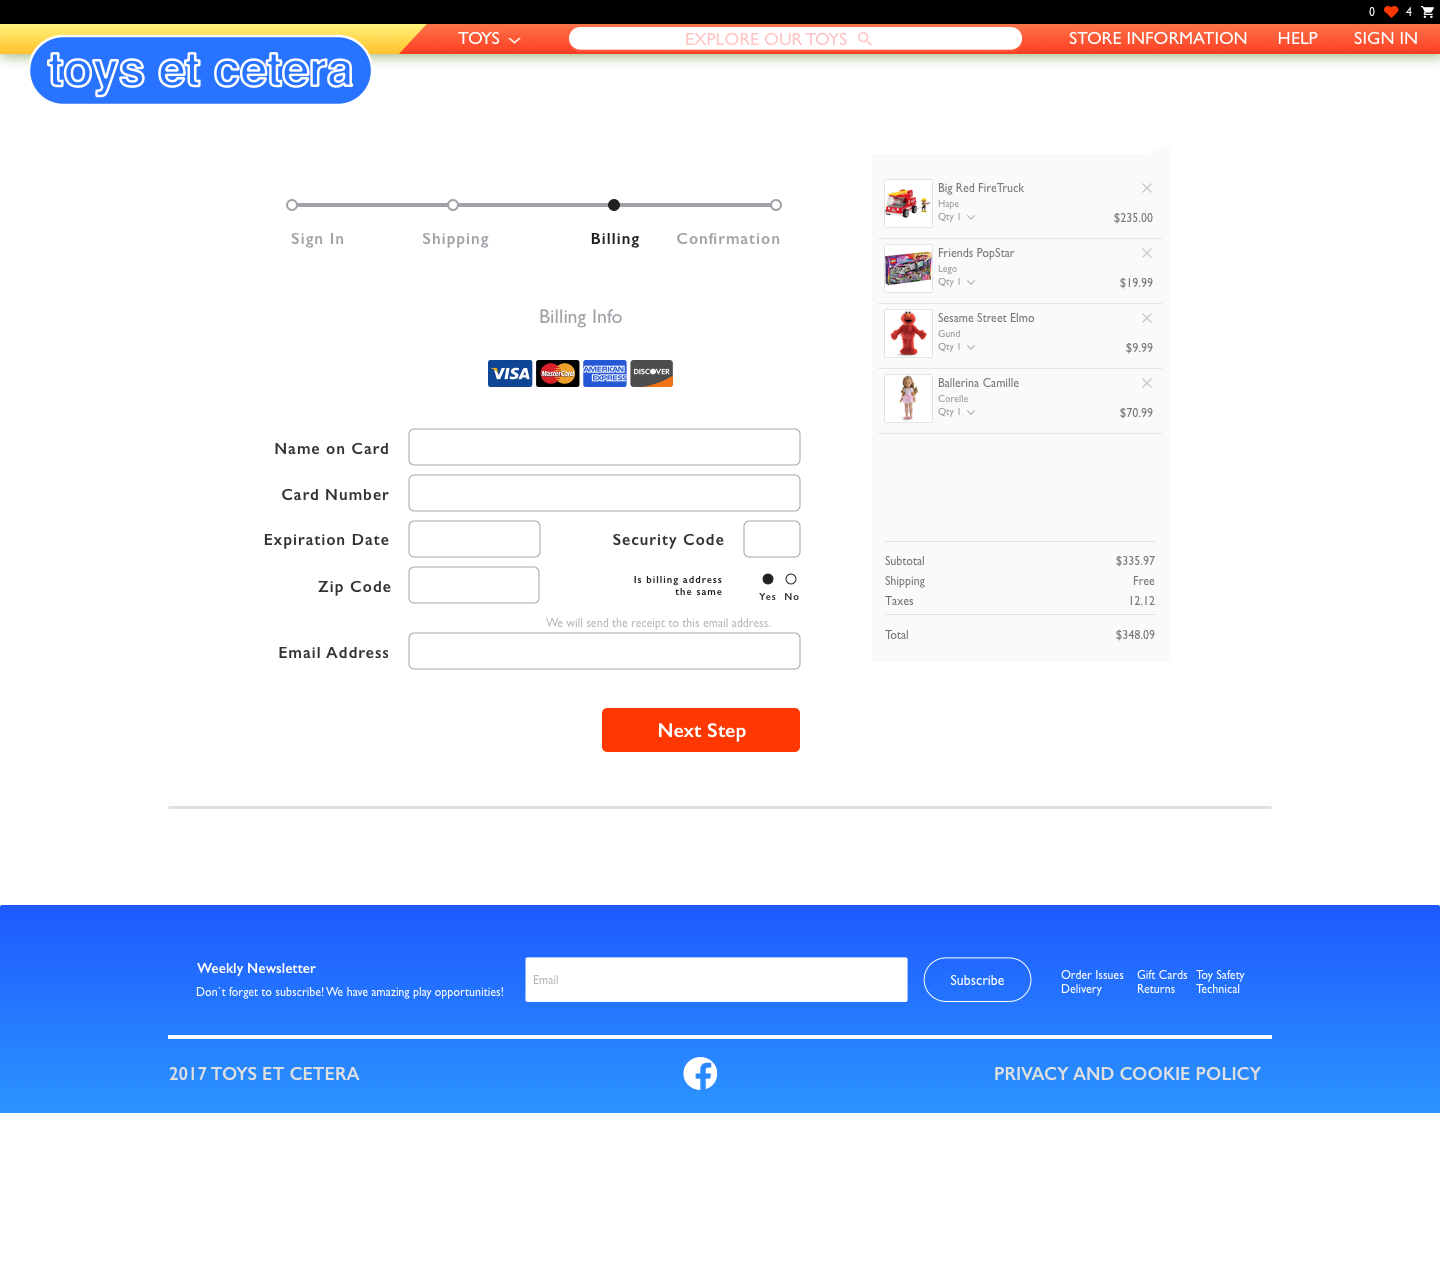 0 4
toys et cetera
TOYS
EXPLORE OUR TOYS
STORE INFORMATION HELP SIGN IN
Sign In Shipping Billing Confirmation
Billing Info
VISA MasterCard AMERICAN EXPRESS DISCOVER
Name on Card
Card Number
Expiration Date
Security Code
Zip Code
Is billing address
the same
Yes No
We will send the receipt to this email address.
Email Address
Next Step
Big Red FireTruck
Hape
Qty 1
$235.00
Friends PopStar
Lego
Qty 1
$19.99
Sesame Street Elmo
Gund
Qty 1
$9.99
Ballerina Camille
Corelle
Qty 1
$70.99
Subtotal $335.97
Shipping Free
Taxes 12.12
Total $348.09
Weekly Newsletter
Don`t forget to subscribe! We have amazing play opportunities!
Email
Subscribe
Order Issues Gift Cards Toy Safety
Delivery Returns Technical
2017 TOYS ET CETERA
PRIVACY AND COOKIE POLICY